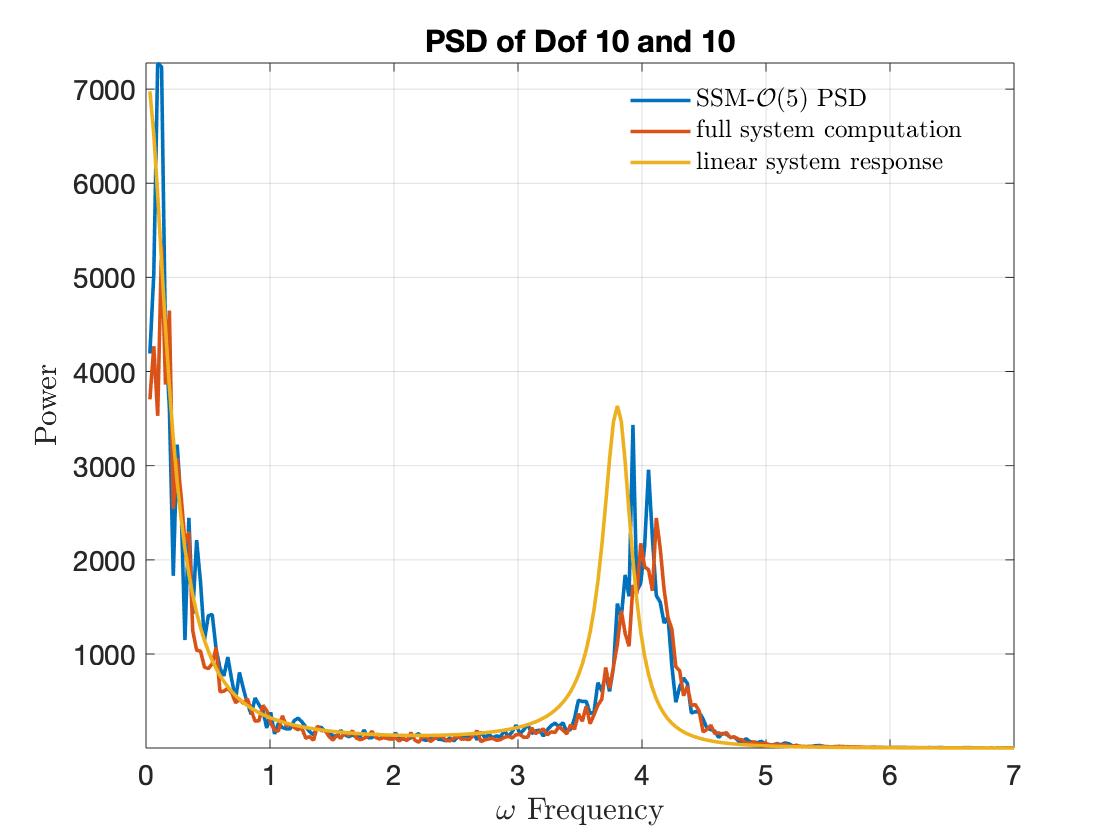 PSD of Dof 10 and 10
SSM-𝒪(5) PSD
full system computation
linear system response
Power
7000
6000
5000
4000
3000
2000
1000
0 1 2 3 4 5 6 7
ω Frequency